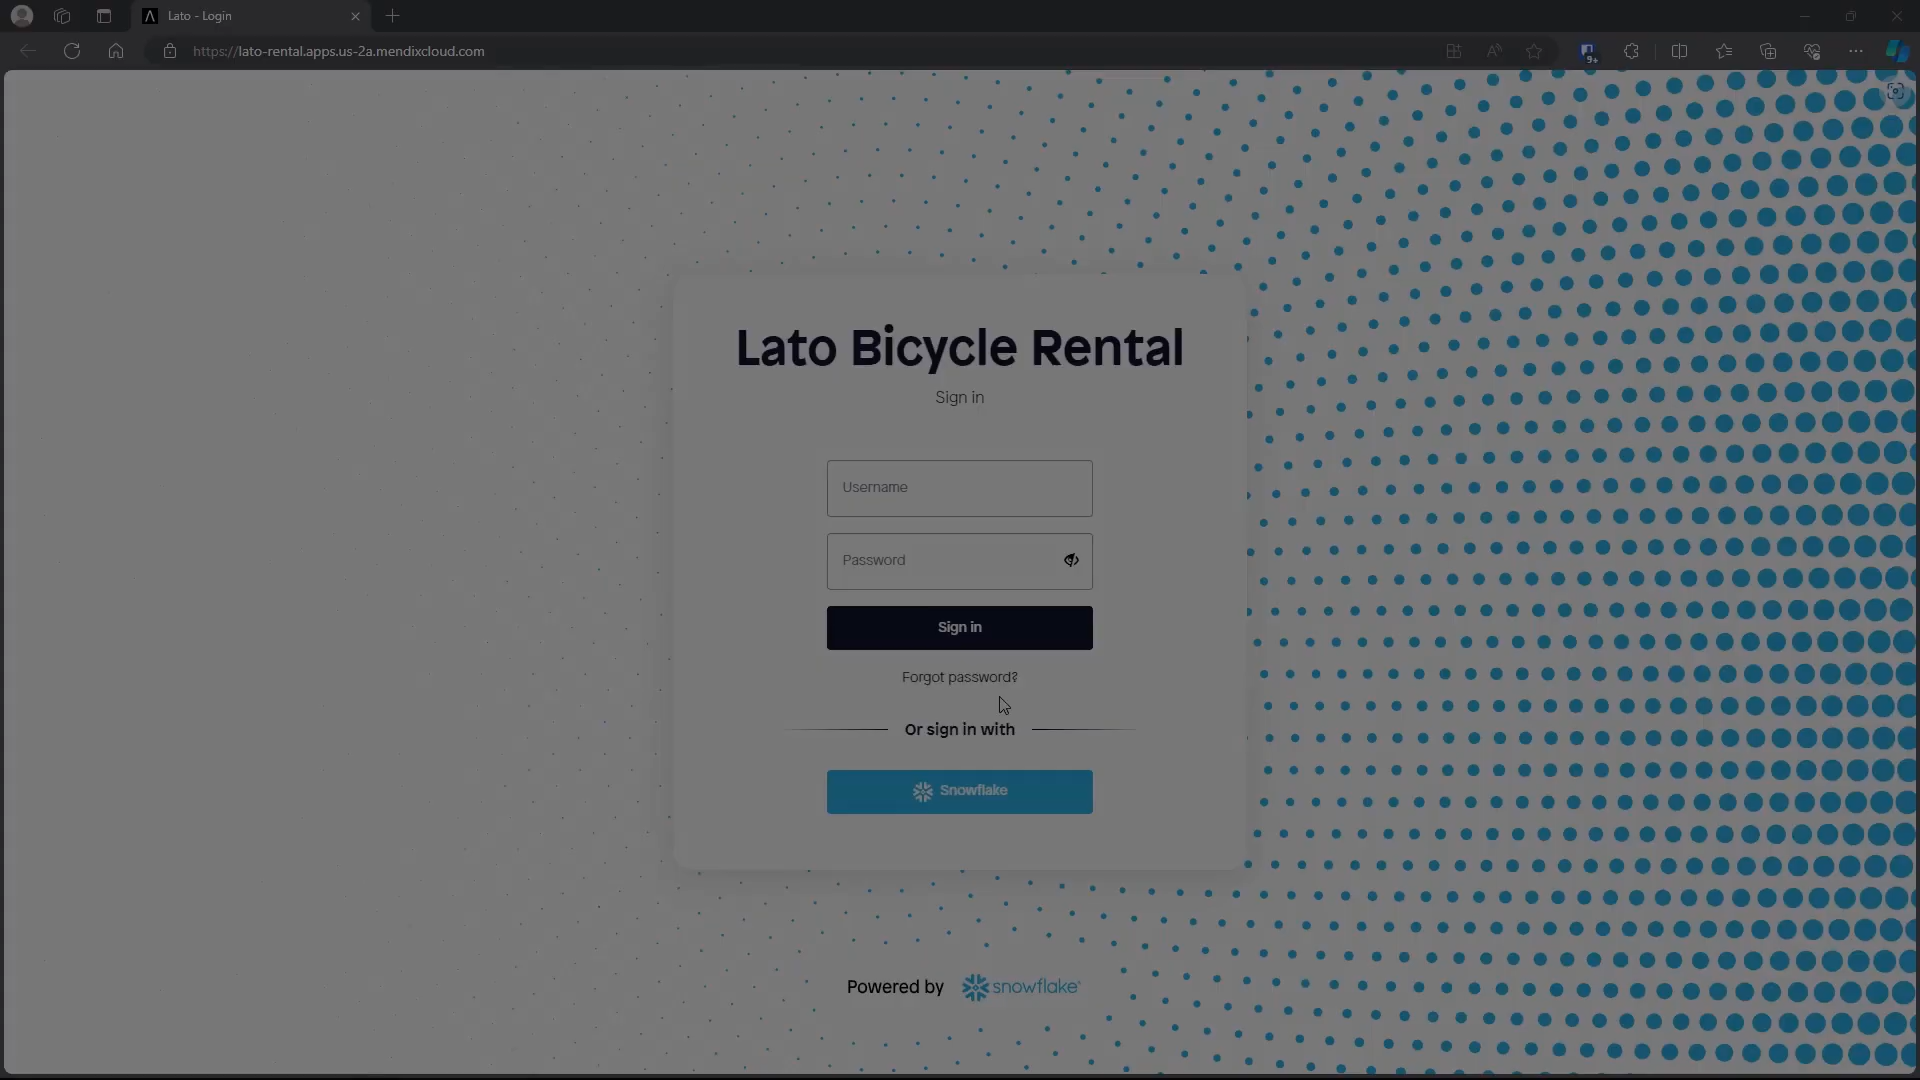 Lato - Login
https://lato-rental.apps.us-2a.mendixcloud.com
9+
Lato Bicycle Rental
Sign in
Username
Password
Sign in
Forgot password?
Or sign in with
Snowflake
Powered by snowflake